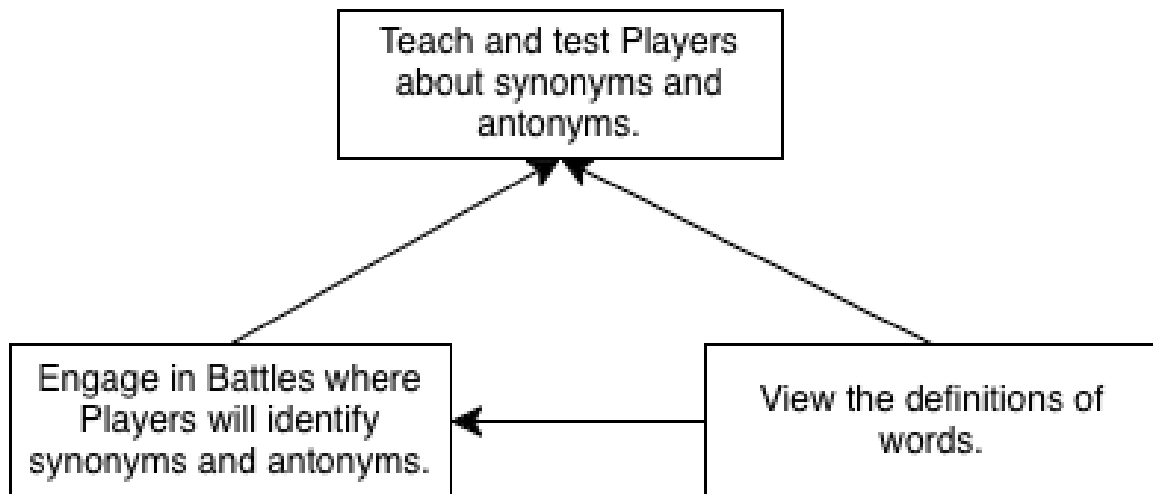 Teach and test Players
about synonyms and
antonyms.
Engage in Battles where
Players will identify
synonyms and antonyms.
View the definitions of
words.